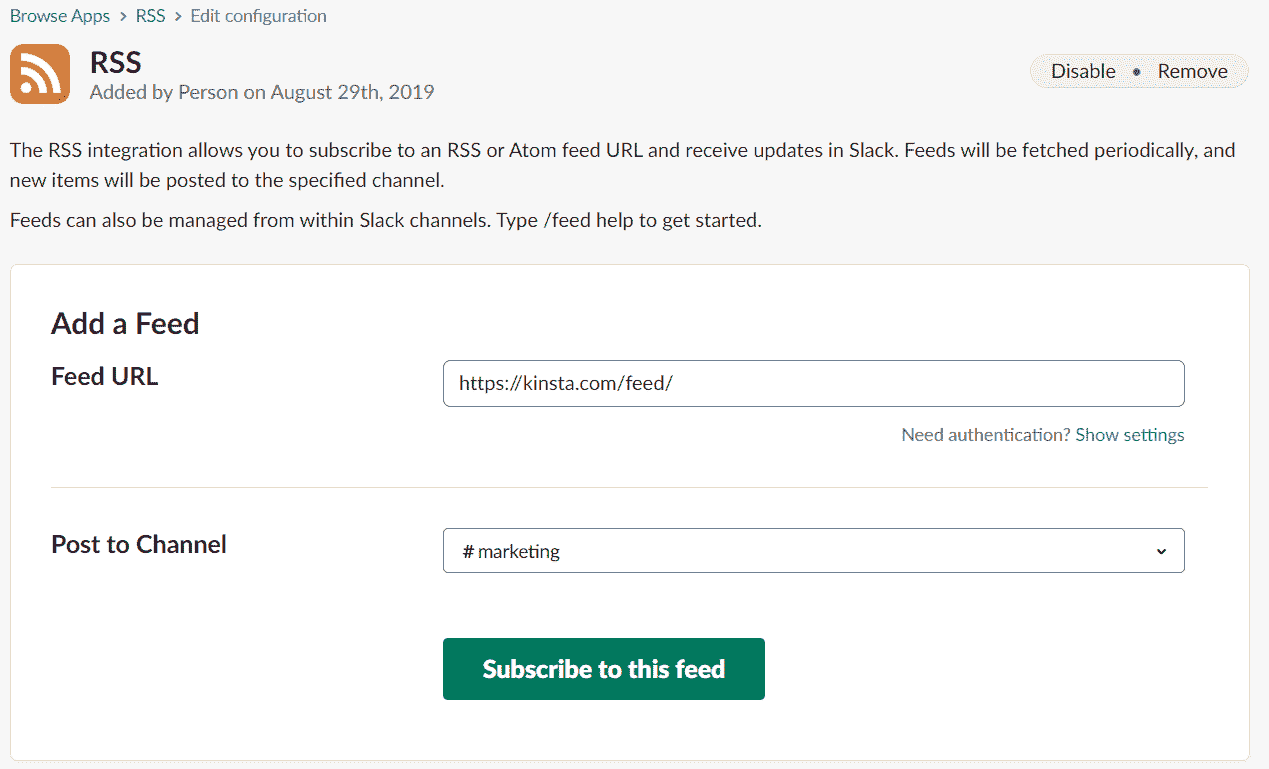 Browse Apps > RSS > Edit configuration
RSS
Disable • Remove
Added by Person on August 29th, 2019
The RSS integration allows you to subscribe to an RSS or Atom feed URL and receive updates in Slack. Feeds will be fetched periodically, and
new items will be posted to the specified channel.
Feeds can also be managed from within Slack channels. Type /feed help to get started.
Add a Feed
Feed URL
https://kinsta.com/feed/
Need authentication? Show settings
Post to Channel
# marketing
Subscribe to this feed